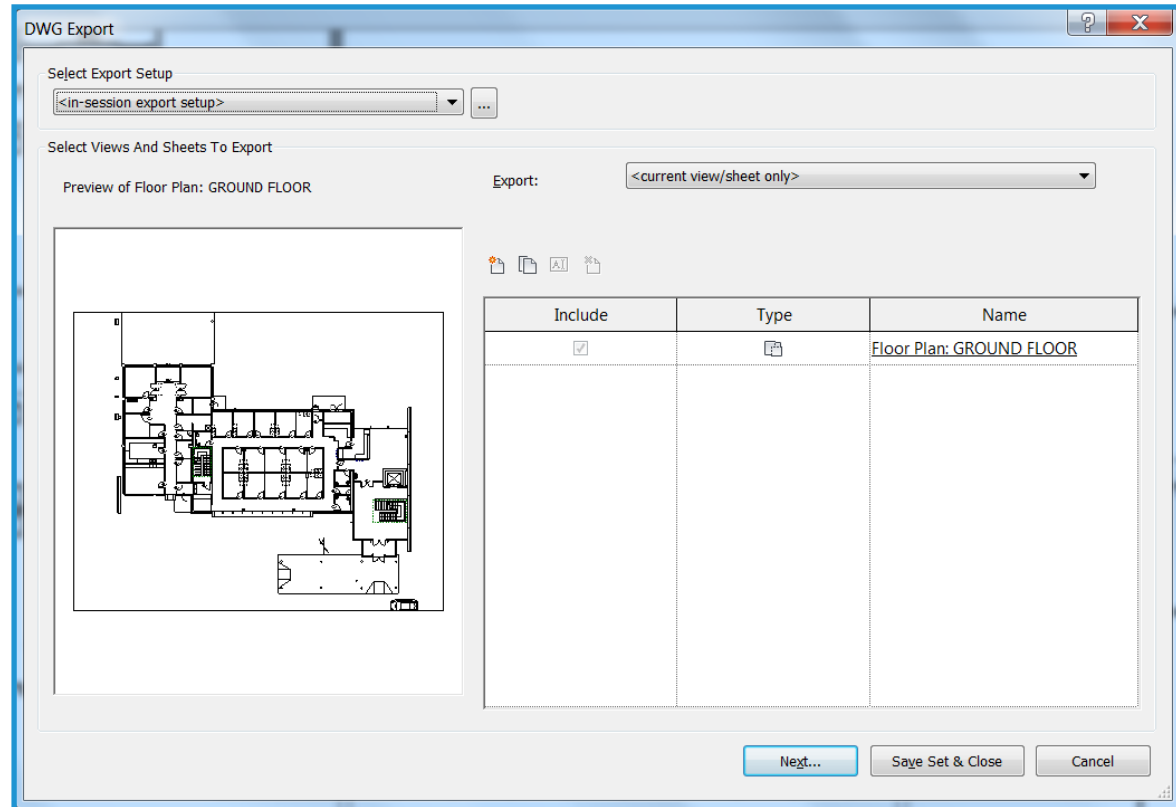 DWG Export
Select Export Setup
<in-session export setup>
...
Select Views And Sheets To Export
Preview of Floor Plan: GROUND FLOOR
Export:
<current view/sheet only>
Include
Type
Name
Floor Plan: GROUND FLOOR
Next...
Save Set & Close
Cancel